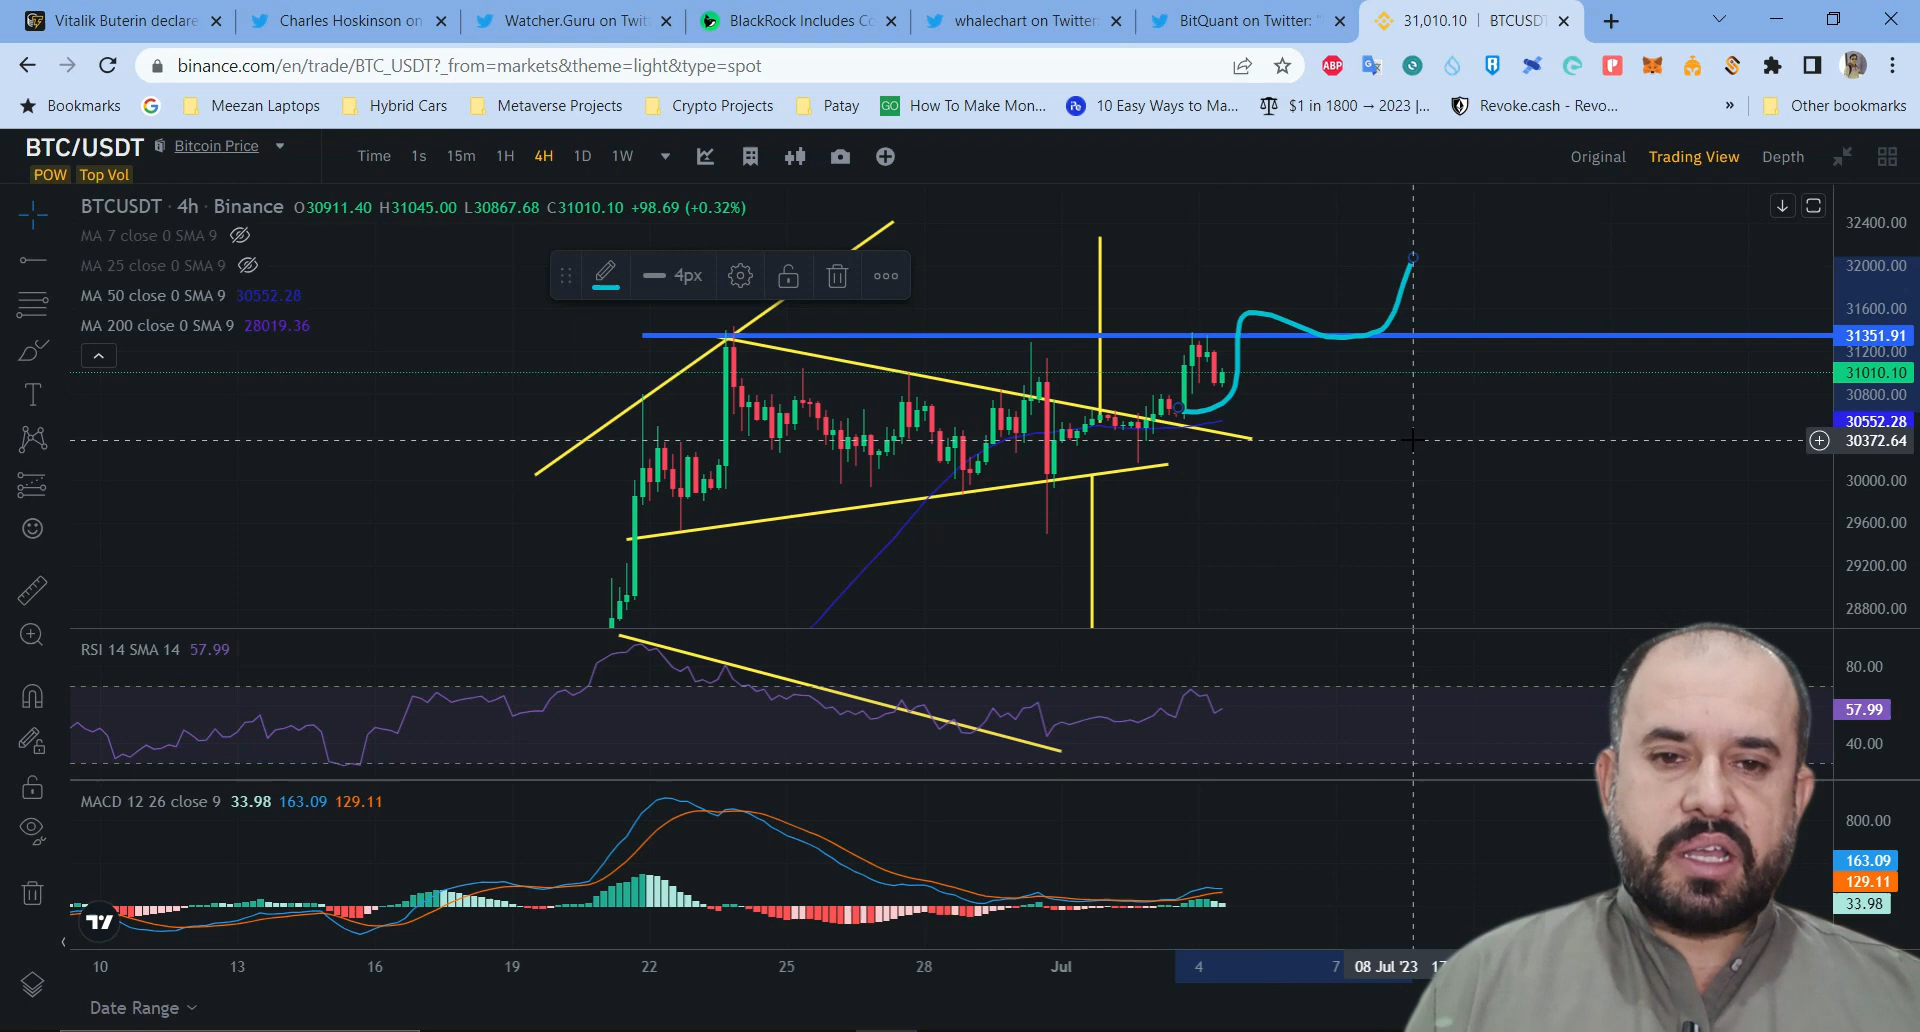 Vitalik Buterin declare
Charles Hoskinson on
Watcher.Guru on Twit
BlackRock Includes Co
whalechart on Twitter
BitQuant on Twitter: "
31,010.10 | BTCUSDT
binance.com/en/trade/BTC_USDT?_from=markets&theme=light&type=spot
ABP
Bookmarks
Meezan Laptops
Hybrid Cars
Metaverse Projects
Crypto Projects
Patay
GO
How To Make Mon...
10 Easy Ways to Ma...
$1 in 1800 → 2023 |...
Revoke.cash - Revo...
»
Other bookmarks
BTC/USDT
Bitcoin Price
POW Top Vol
Time 1s 15m 1H 4H 1D 1W
Original Trading View Depth
BTCUSDT · 4h · Binance O30911.40 H31045.00 L30867.68 C31010.10 +98.69 (+0.32%)
MA 7 close 0 SMA 9
MA 25 close 0 SMA 9
MA 50 close 0 SMA 9 30552.28
MA 200 close 0 SMA 9 28019.36
4px
32400.00
32000.00
31600.00
31351.91
31200.00
31010.10
30800.00
30552.28
30372.64
30000.00
29600.00
29200.00
28800.00
RSI 14 SMA 14 57.99
80.00
57.99
40.00
MACD 12 26 close 9 33.98 163.09 129.11
800.00
163.09
129.11
33.98
10 13 16 19 22 25 28 Jul 4 7 08 Jul '23 17
Date Range